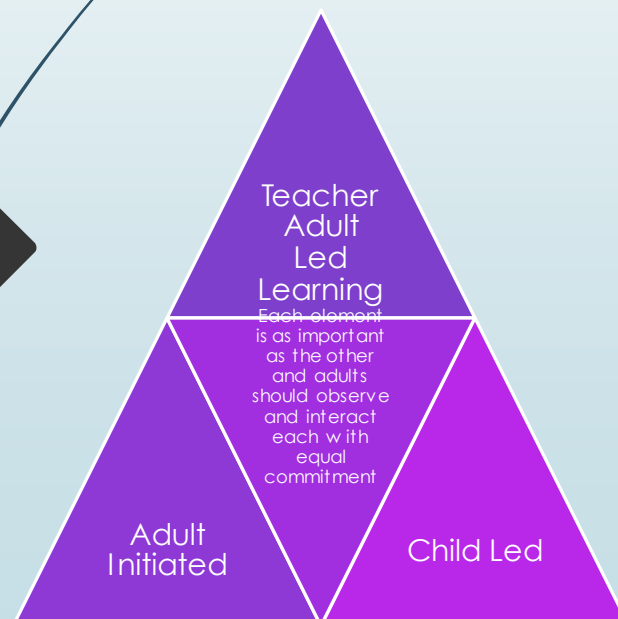 Teacher
Adult
Led
Learning
Each element
is as important
as the other
and adults
should observe
and interact
each with
equal
commitment
Adult
Initiated
Child Led